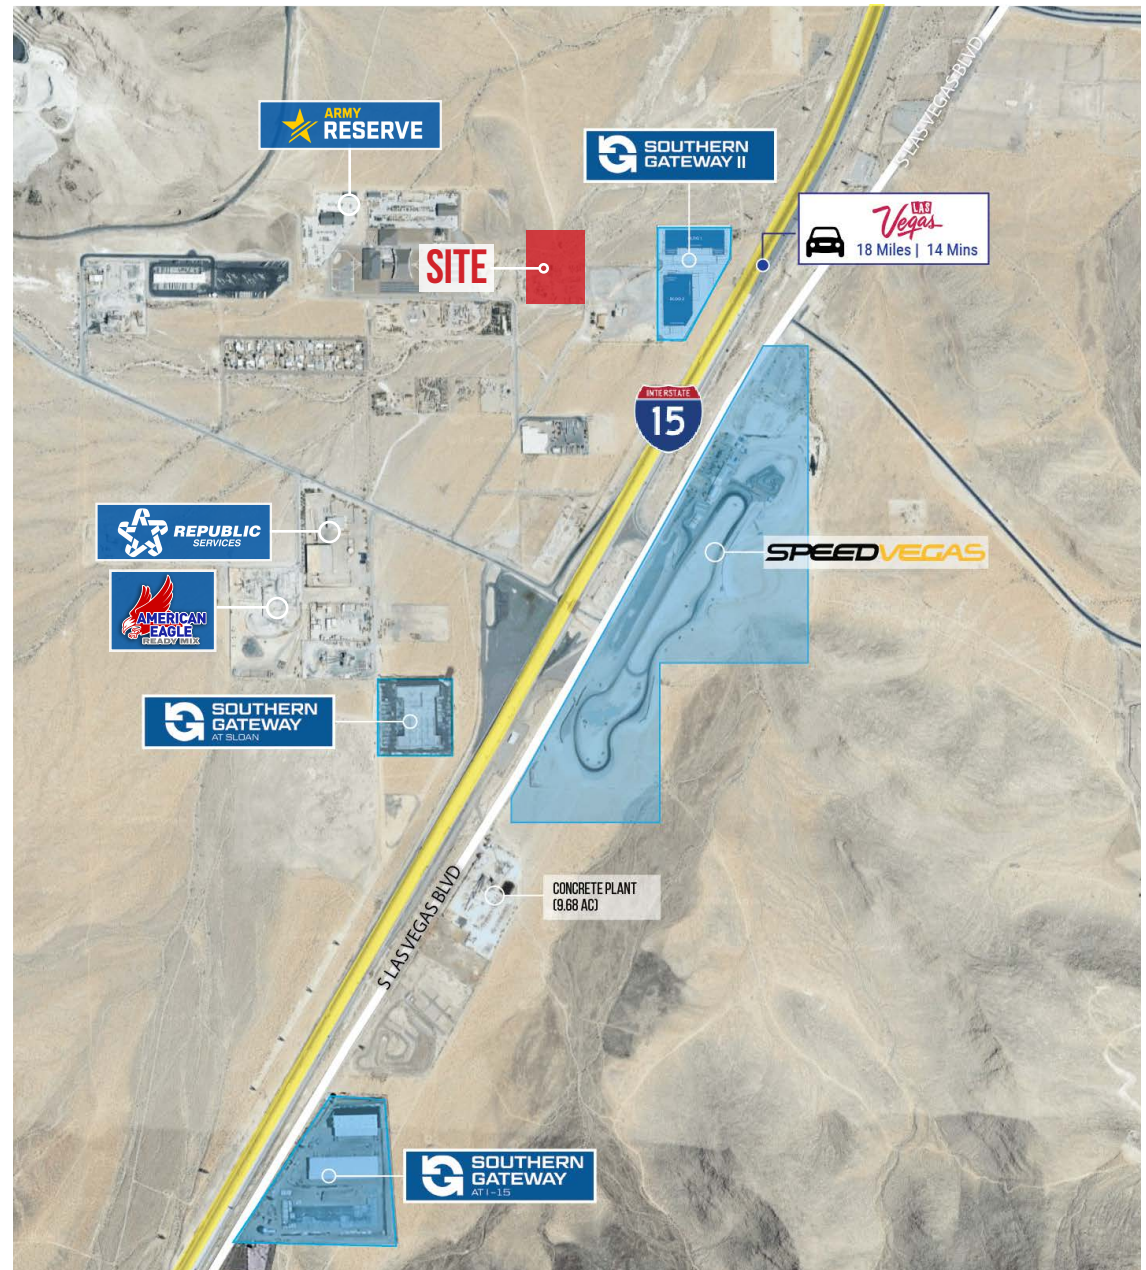 S LAS VEGAS BLVD
ARMY
RESERVE
SOUTHERN
GATEWAY II
LAS
Vegas
18 Miles | 14 Mins
SITE
INTERSTATE
15
REPUBLIC
SERVICES
SPEEDVEGAS
AMERICAN
EAGLE
READY MIX
SOUTHERN
GATEWAY
AT SLOAN
CONCRETE PLANT
(9.68 AC)
S LAS VEGAS BLVD
SOUTHERN
GATEWAY
AT I-15